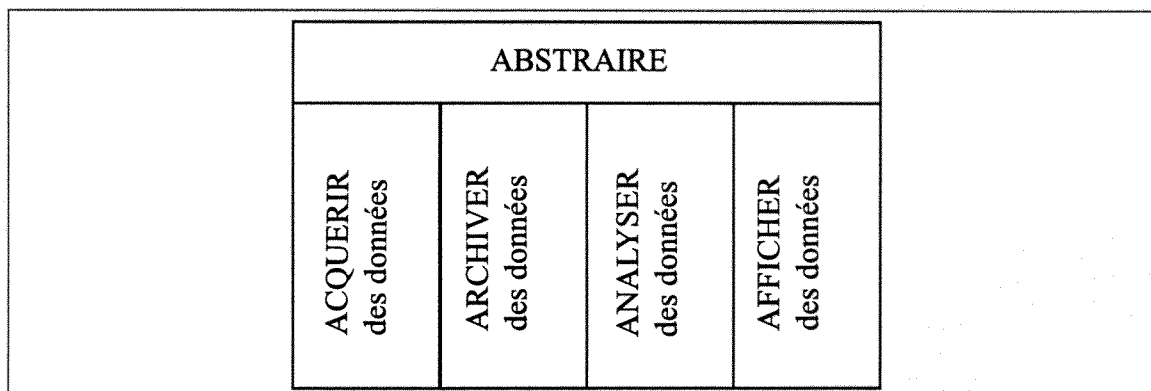 ABSTRAIRE
ACQUERIR
des données
ARCHIVER
des données
ANALYSER
des données
AFFICHER
des données